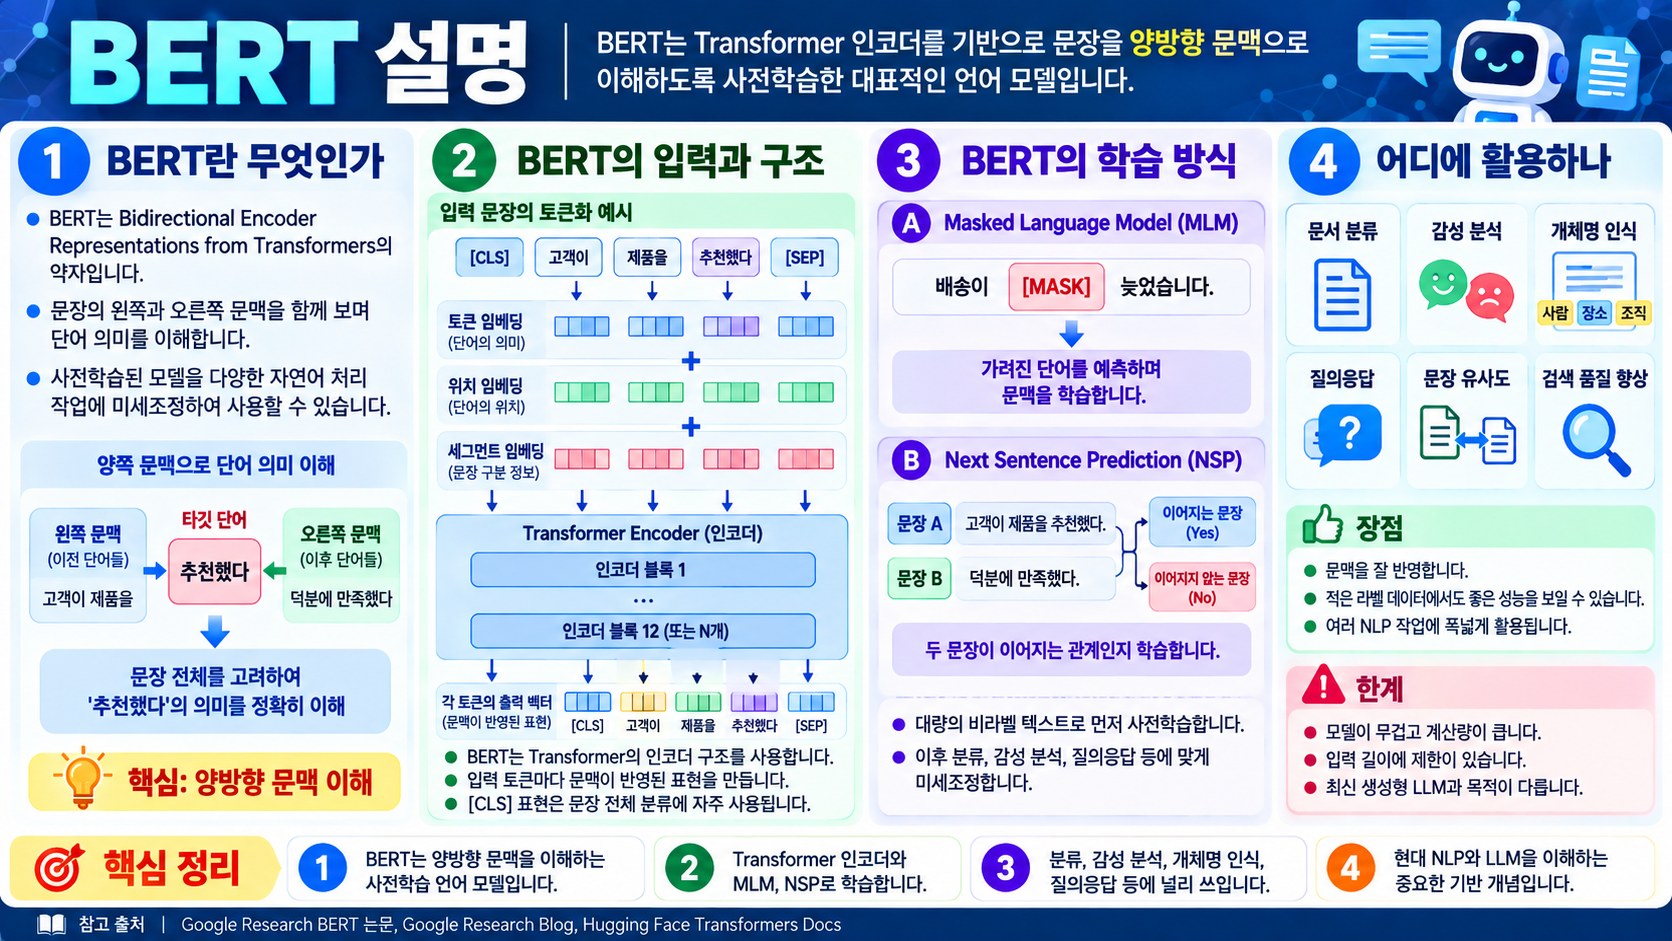 BERT 설명
BERT는 Transformer 인코더를 기반으로 문장을 양방향 문맥으로
이해하도록 사전학습한 대표적인 언어 모델입니다.
1 BERT란 무엇인가
BERT는 Bidirectional Encoder
Representations from Transformers의
약자입니다.
문장의 왼쪽과 오른쪽 문맥을 함께 보며
단어 의미를 이해합니다.
사전학습된 모델을 다양한 자연어 처리
작업에 미세조정하여 사용할 수 있습니다.
양쪽 문맥으로 단어 의미 이해
왼쪽 문맥
(이전 단어들)
고객이 제품을
타깃 단어
추천했다
오른쪽 문맥
(이후 단어들)
덕분에 만족했다
문장 전체를 고려하여
'추천했다'의 의미를 정확히 이해
핵심: 양방향 문맥 이해
2 BERT의 입력과 구조
입력 문장의 토큰화 예시
[CLS] 고객이 제품을 추천했다 [SEP]
토큰 임베딩
(단어의 의미)
+
위치 임베딩
(단어의 위치)
+
세그먼트 임베딩
(문장 구분 정보)
Transformer Encoder (인코더)
인코더 블록 1
...
인코더 블록 12 (또는 N개)
각 토큰의 출력 벡터
(문맥이 반영된 표현)
[CLS] 고객이 제품을 추천했다 [SEP]
BERT는 Transformer의 인코더 구조를 사용합니다.
입력 토큰마다 문맥이 반영된 표현을 만듭니다.
[CLS] 표현은 문장 전체 분류에 자주 사용됩니다.
3 BERT의 학습 방식
A Masked Language Model (MLM)
배송이 [MASK] 늦었습니다.
가려진 단어를 예측하며
문맥을 학습합니다.
B Next Sentence Prediction (NSP)
문장 A 고객이 제품을 추천했다.
문장 B 덕분에 만족했다.
이어지는 문장
(Yes)
이어지지 않는 문장
(No)
두 문장이 이어지는 관계인지 학습합니다.
대량의 비라벨 텍스트로 먼저 사전학습합니다.
이후 분류, 감성 분석, 질의응답 등에 맞게
미세조정합니다.
4 어디에 활용하나
문서 분류 감성 분석 개체명 인식
사람 장소 조직
질의응답 문장 유사도 검색 품질 향상
?
장점
문맥을 잘 반영합니다.
적은 라벨 데이터에서도 좋은 성능을 보일 수 있습니다.
여러 NLP 작업에 폭넓게 활용됩니다.
! 한계
모델이 무겁고 계산량이 큽니다.
입력 길이에 제한이 있습니다.
최신 생성형 LLM과 목적이 다릅니다.
핵심 정리
1 BERT는 양방향 문맥을 이해하는
사전학습 언어 모델입니다.
2 Transformer 인코더와
MLM, NSP로 학습합니다.
3 분류, 감성 분석, 개체명 인식,
질의응답 등에 널리 쓰입니다.
4 현대 NLP와 LLM을 이해하는
중요한 기반 개념입니다.
참고 출처 | Google Research BERT 논문, Google Research Blog, Hugging Face Transformers Docs